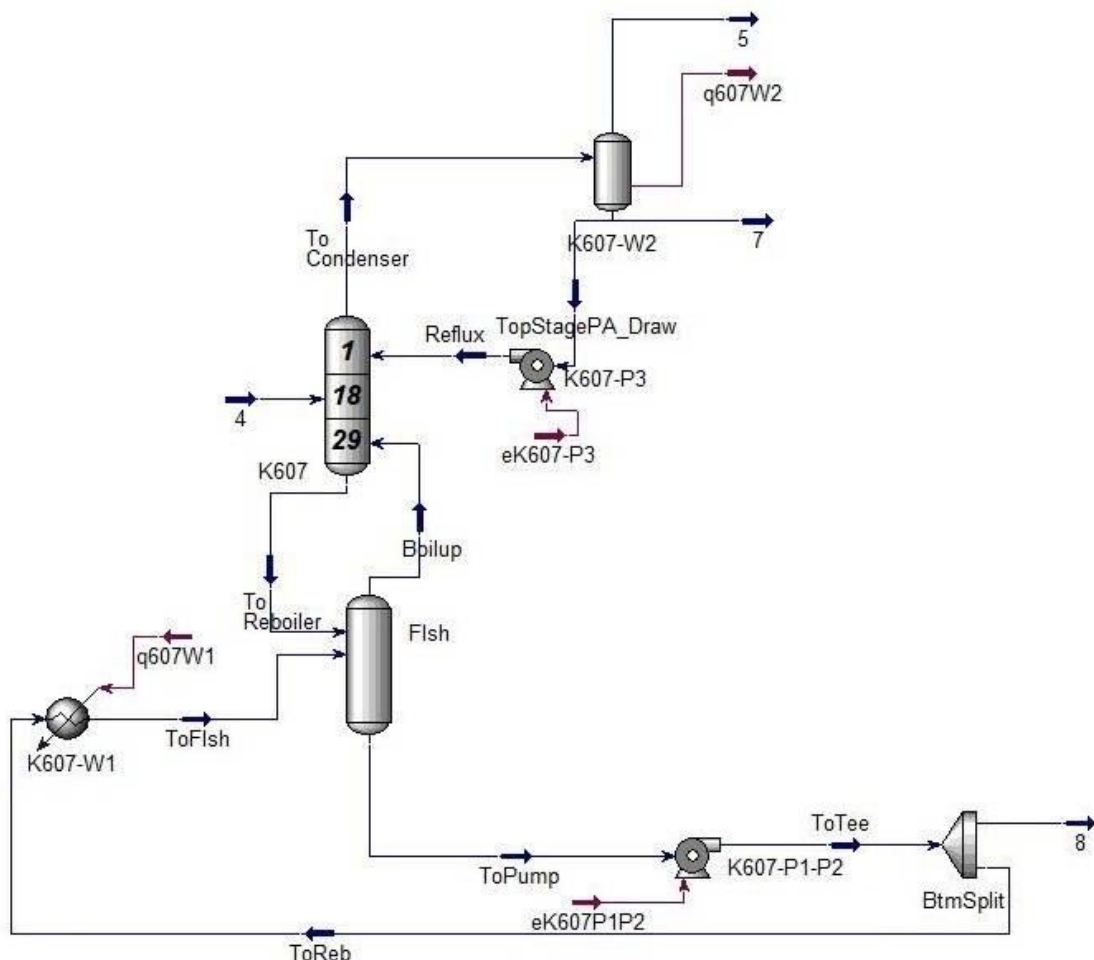 5
q607W2
K607-W2
7
To
Condenser
Reflux
TopStagePA_Draw
K607-P3
eK607-P3
1
18
29
4
K607
Boilup
To
Reboiler
Flsh
q607W1
K607-W1
ToFlsh
ToPump
K607-P1-P2
eK607P1P2
ToTee
BtmSplit
8
ToReb